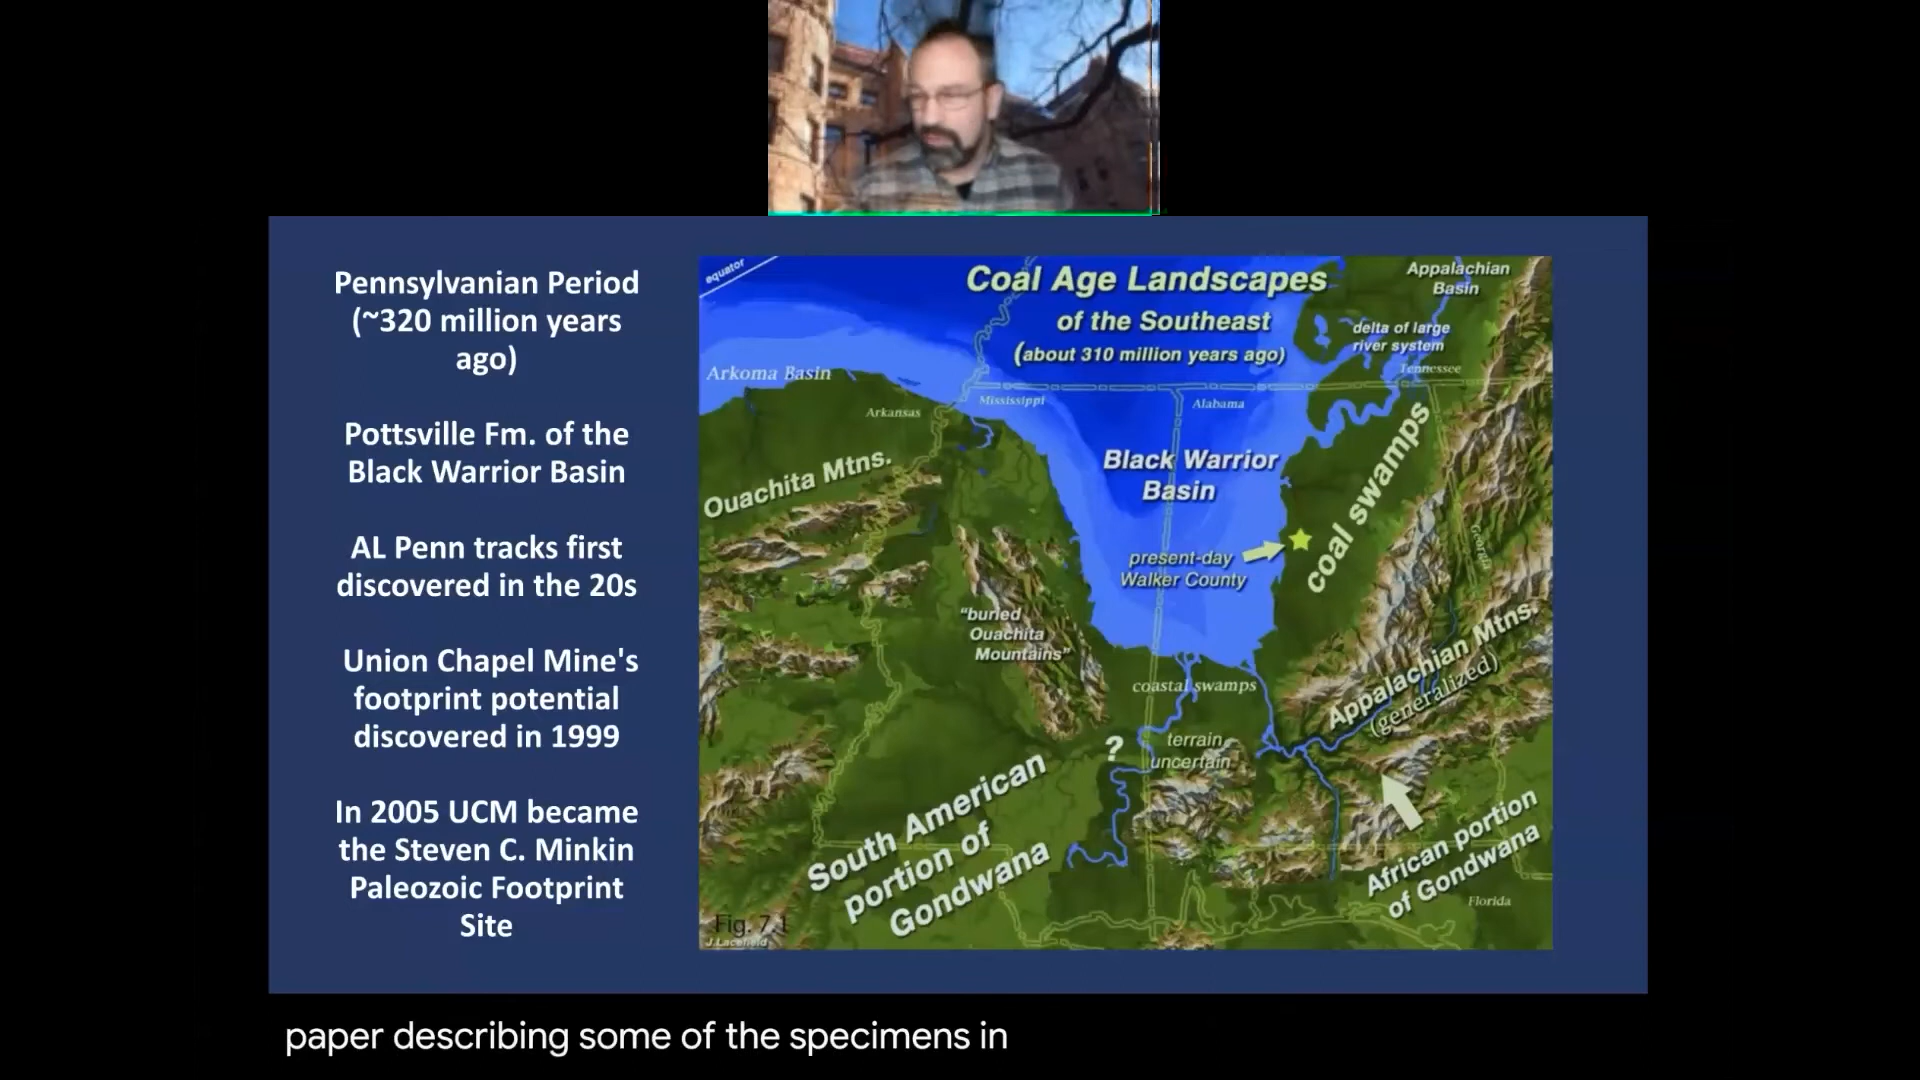 Pennsylvanian Period
(~320 million years
ago)
Pottsville Fm. of the
Black Warrior Basin
AL Penn tracks first
discovered in the 20s
Union Chapel Mine's
footprint potential
discovered in 1999
In 2005 UCM became
the Steven C. Minkin
Paleozoic Footprint
Site
equator
Coal Age Landscapes
of the Southeast
(about 310 million years ago)
Appalachian
Basin
delta of large
river system
Tennessee
Arkoma Basin
Arkansas
Mississippi
Alabama
Black Warrior
Basin
coal swamps
Ouachita Mtns.
Georgia
present-day
Walker County
"buried
Ouachita
Mountains"
coastal swamps
Appalachian Mtns.
(generalized)
?
terrain
uncertain
South American
portion of
Gondwana
African portion
of Gondwana
Florida
Fig. 7.1
J.Lacefield
paper describing some of the specimens in